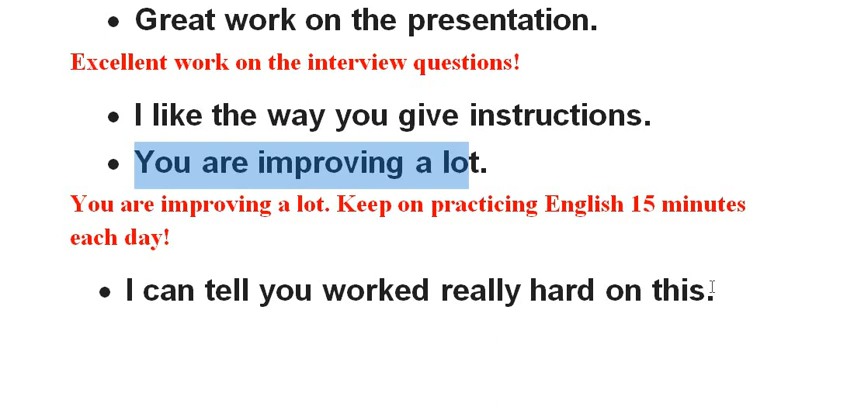 • Great work on the presentation.
Excellent work on the interview questions!
• I like the way you give instructions.
• You are improving a lot.
You are improving a lot. Keep on practicing English 15 minutes
each day!
• I can tell you worked really hard on this.